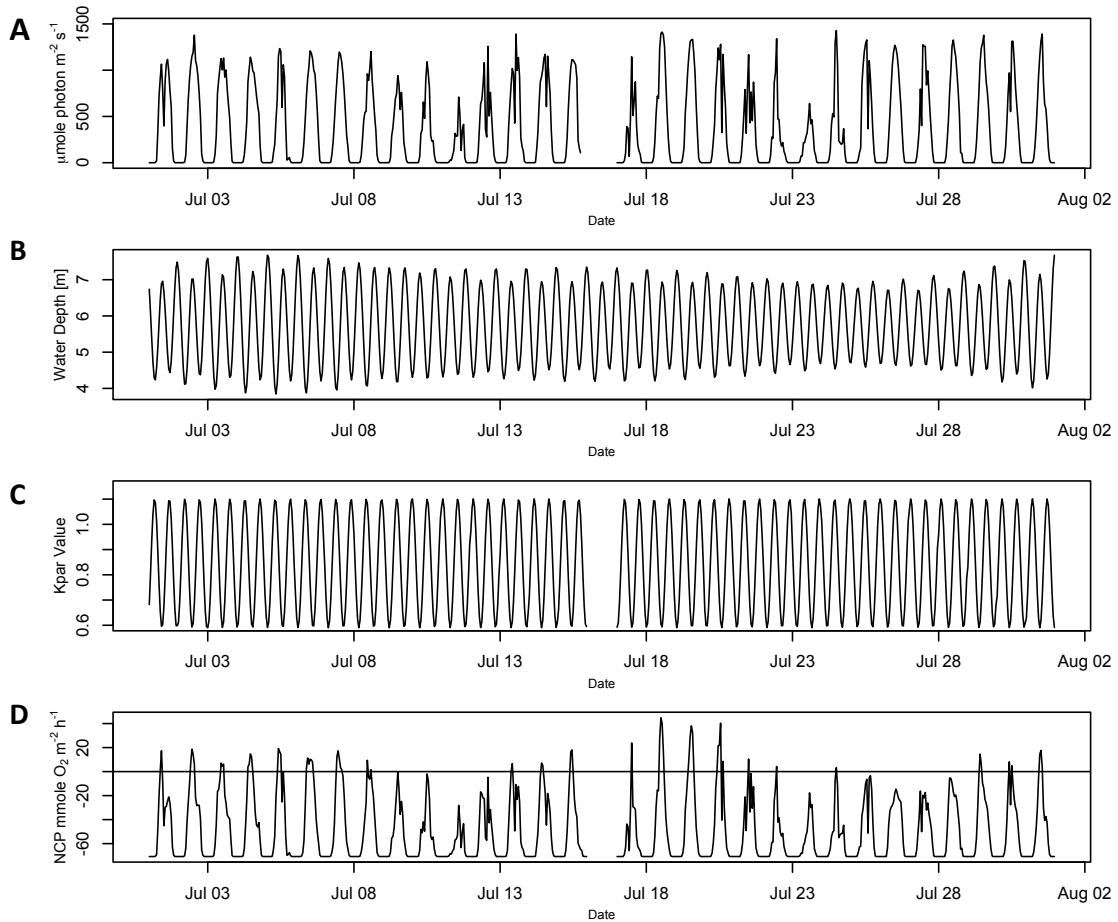 A
μmole photon m⁻² s⁻¹
1500
500
0
Jul 03 Jul 08 Jul 13 Jul 18 Jul 23 Jul 28 Aug 02
Date
B
Water Depth [m]
7
6
5
4
Jul 03 Jul 08 Jul 13 Jul 18 Jul 23 Jul 28 Aug 02
Date
C
Kpar Value
1.0
0.8
0.6
Jul 03 Jul 08 Jul 13 Jul 18 Jul 23 Jul 28 Aug 02
Date
D
NCP mmole O₂ m⁻² h⁻¹
20
-20
-60
Jul 03 Jul 08 Jul 13 Jul 18 Jul 23 Jul 28 Aug 02
Date